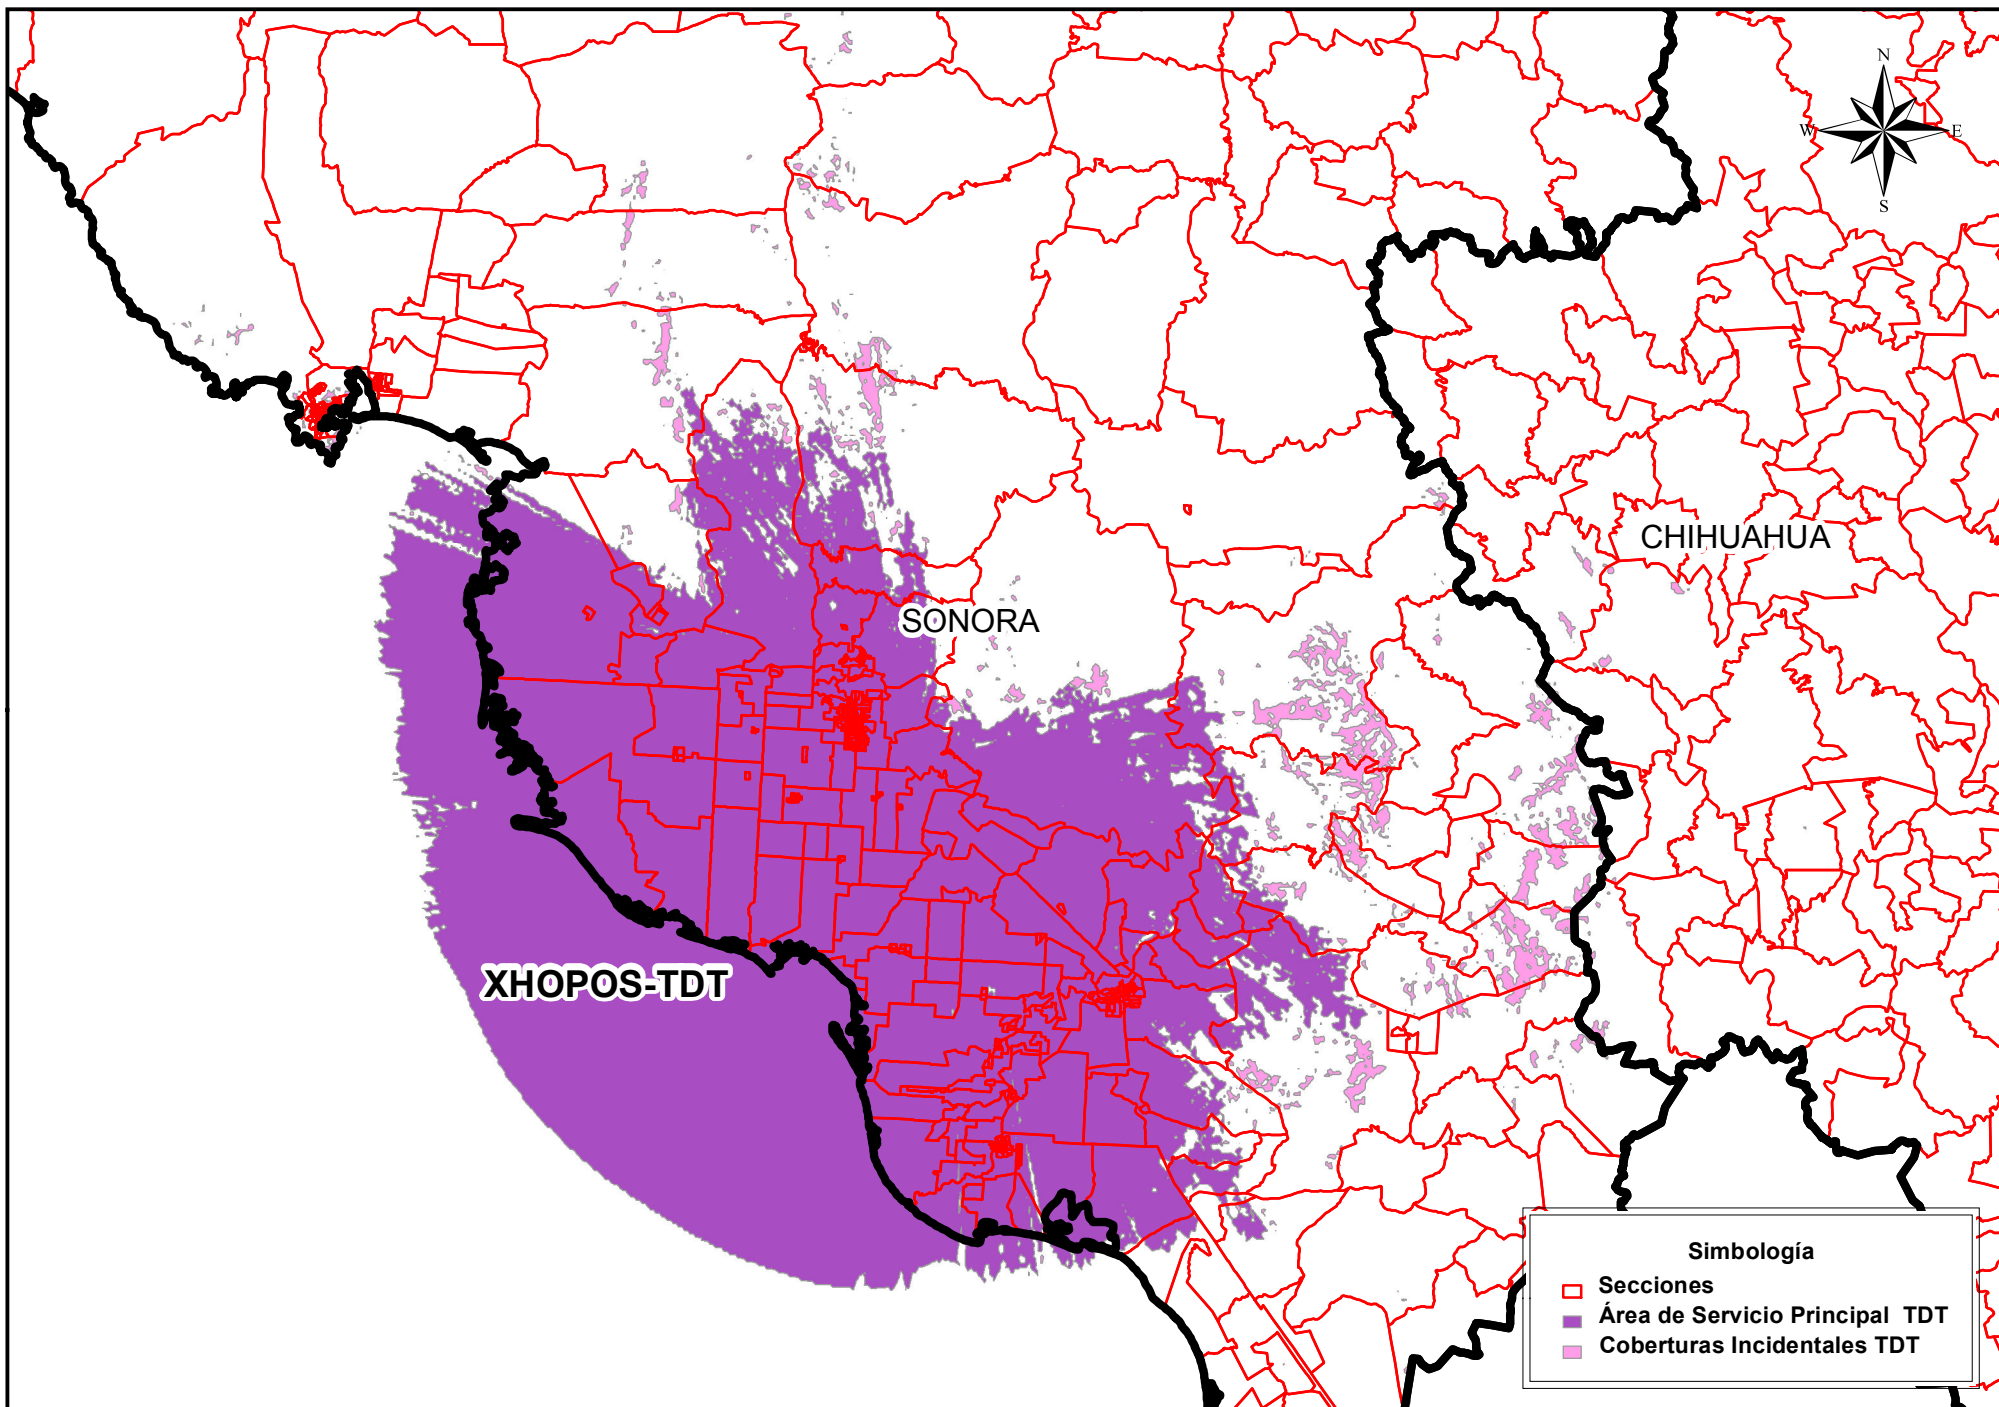 N
W E
S
CHIHUAHUA
SONORA
XHOPOS-TDT
Simbología
Secciones
Área de Servicio Principal TDT
Coberturas Incidentales TDT